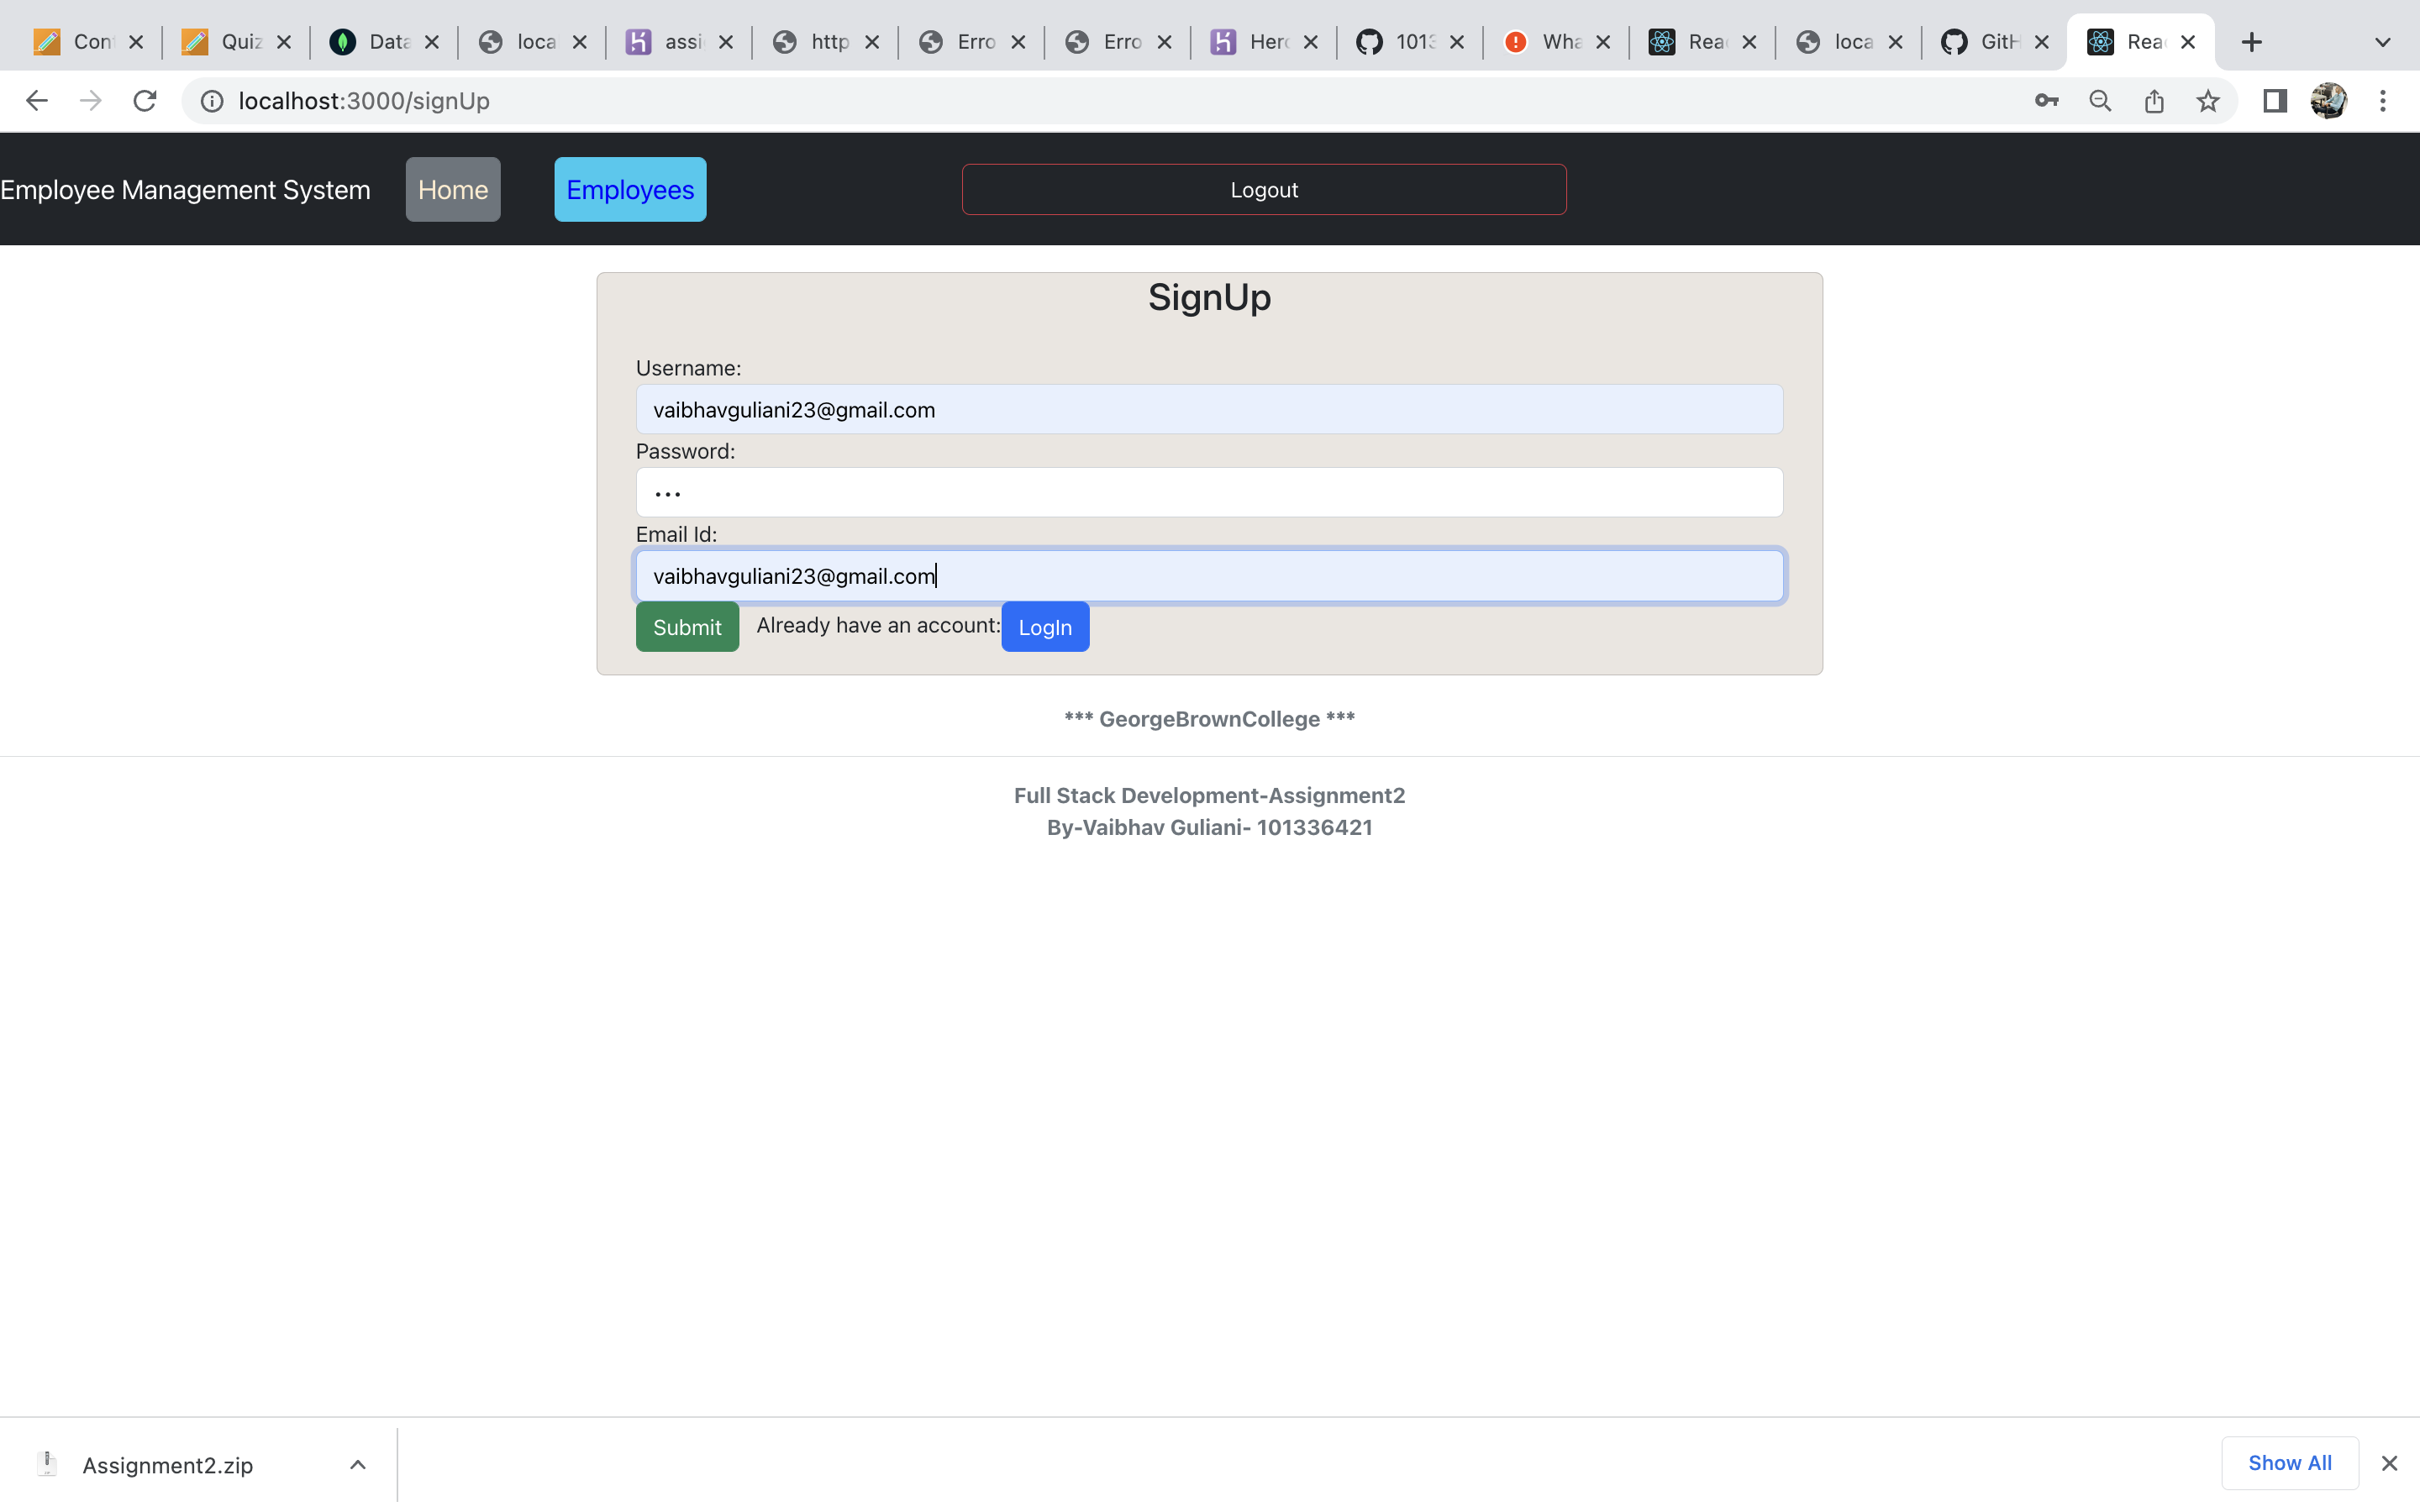 Con Quiz Data loca assi http Erro Erro Hero 1013 Wha Rea loca GitH Rea
localhost:3000/signUp
Employee Management System Home Employees Logout
SignUp
Username:
vaibhavguliani23@gmail.com
Password:
•••
Email Id:
vaibhavguliani23@gmail.com
Submit Already have an account: LogIn
*** GeorgeBrownCollege ***
Full Stack Development-Assignment2
By-Vaibhav Guliani- 101336421
Assignment2.zip Show All